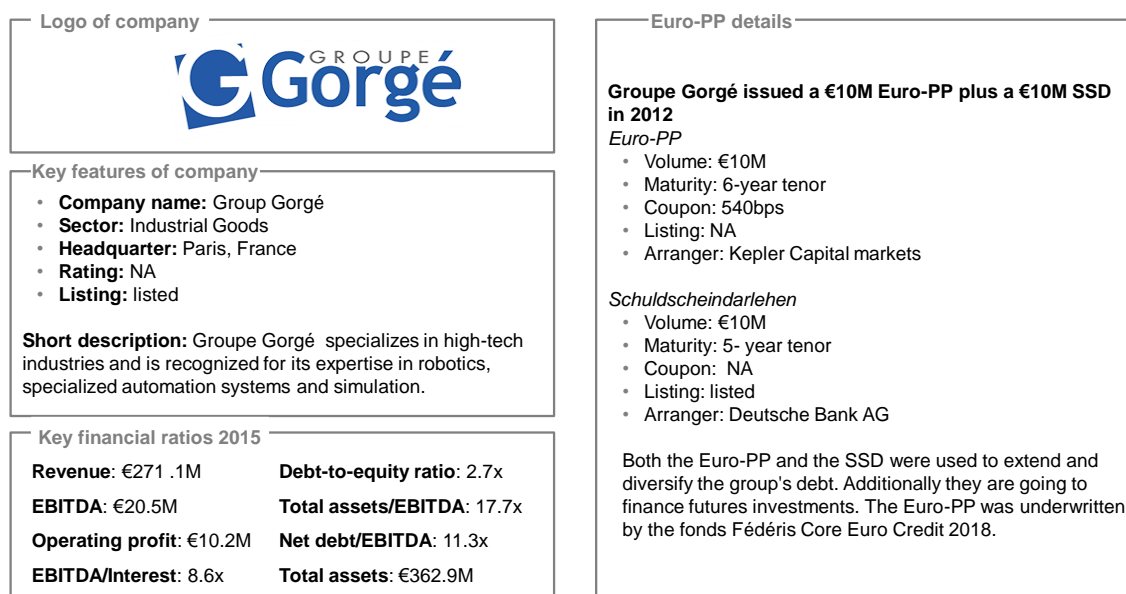 Logo of company
GROUPE
Gorgé
Key features of company
• Company name: Group Gorgé
• Sector: Industrial Goods
• Headquarter: Paris, France
• Rating: NA
• Listing: listed
Short description: Groupe Gorgé specializes in high-tech
industries and is recognized for its expertise in robotics,
specialized automation systems and simulation.
Key financial ratios 2015
Revenue: €271 .1M Debt-to-equity ratio: 2.7x
EBITDA: €20.5M Total assets/EBITDA: 17.7x
Operating profit: €10.2M Net debt/EBITDA: 11.3x
EBITDA/Interest: 8.6x Total assets: €362.9M
Euro-PP details
Groupe Gorgé issued a €10M Euro-PP plus a €10M SSD
in 2012
Euro-PP
• Volume: €10M
• Maturity: 6-year tenor
• Coupon: 540bps
• Listing: NA
• Arranger: Kepler Capital markets
Schuldscheindarlehen
• Volume: €10M
• Maturity: 5- year tenor
• Coupon: NA
• Listing: listed
• Arranger: Deutsche Bank AG
Both the Euro-PP and the SSD were used to extend and
diversify the group's debt. Additionally they are going to
finance futures investments. The Euro-PP was underwritten
by the fonds Fédéris Core Euro Credit 2018.